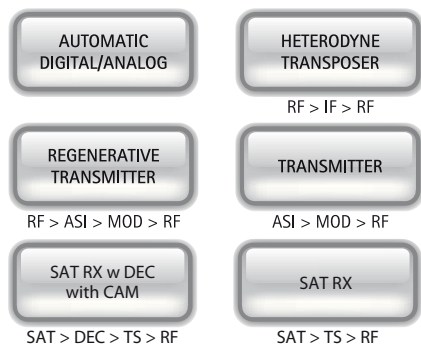 AUTOMATIC
DIGITAL/ANALOG
HETERODYNE
TRANSPOSER
RF > IF > RF
REGENERATIVE
TRANSMITTER
RF > ASI > MOD > RF
TRANSMITTER
ASI > MOD > RF
SAT RX w DEC
with CAM
SAT > DEC > TS > RF
SAT RX
SAT > TS > RF